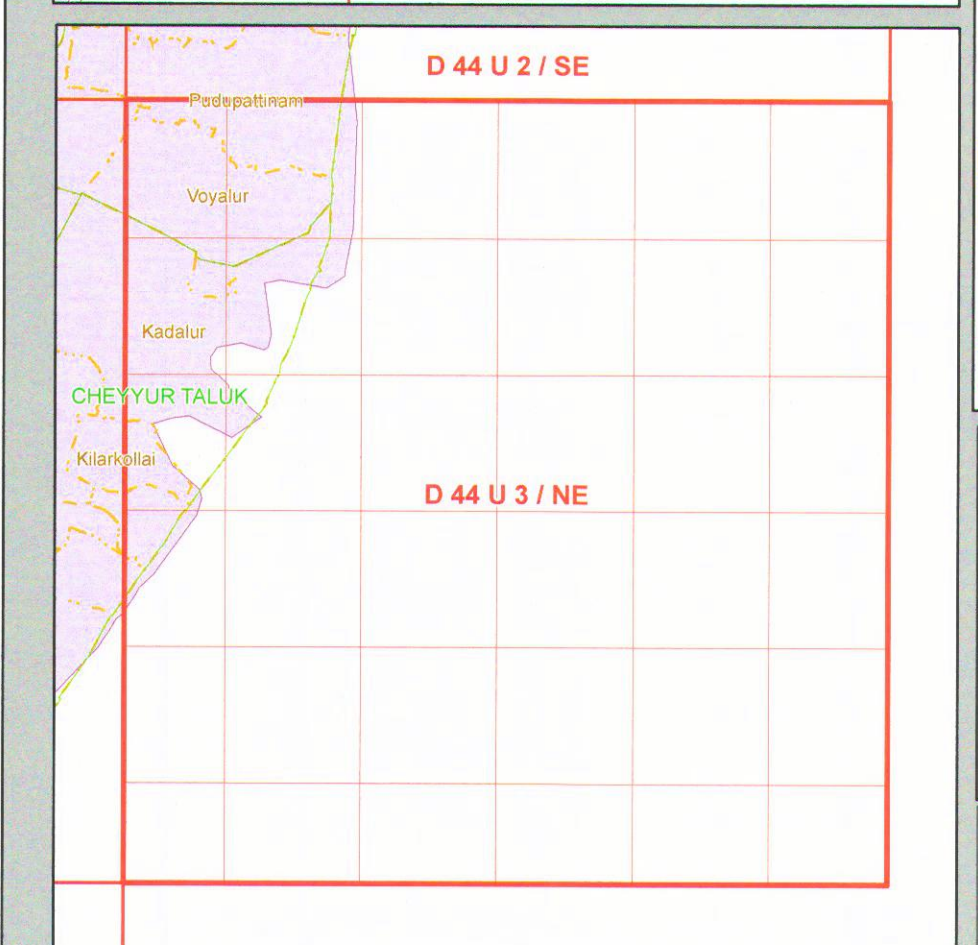 D 44 U 2 / SE
Pudupattinam
Voyalur
Kadalur
CHEYYUR TALUK
Kilarkollai
D 44 U 3 / NE